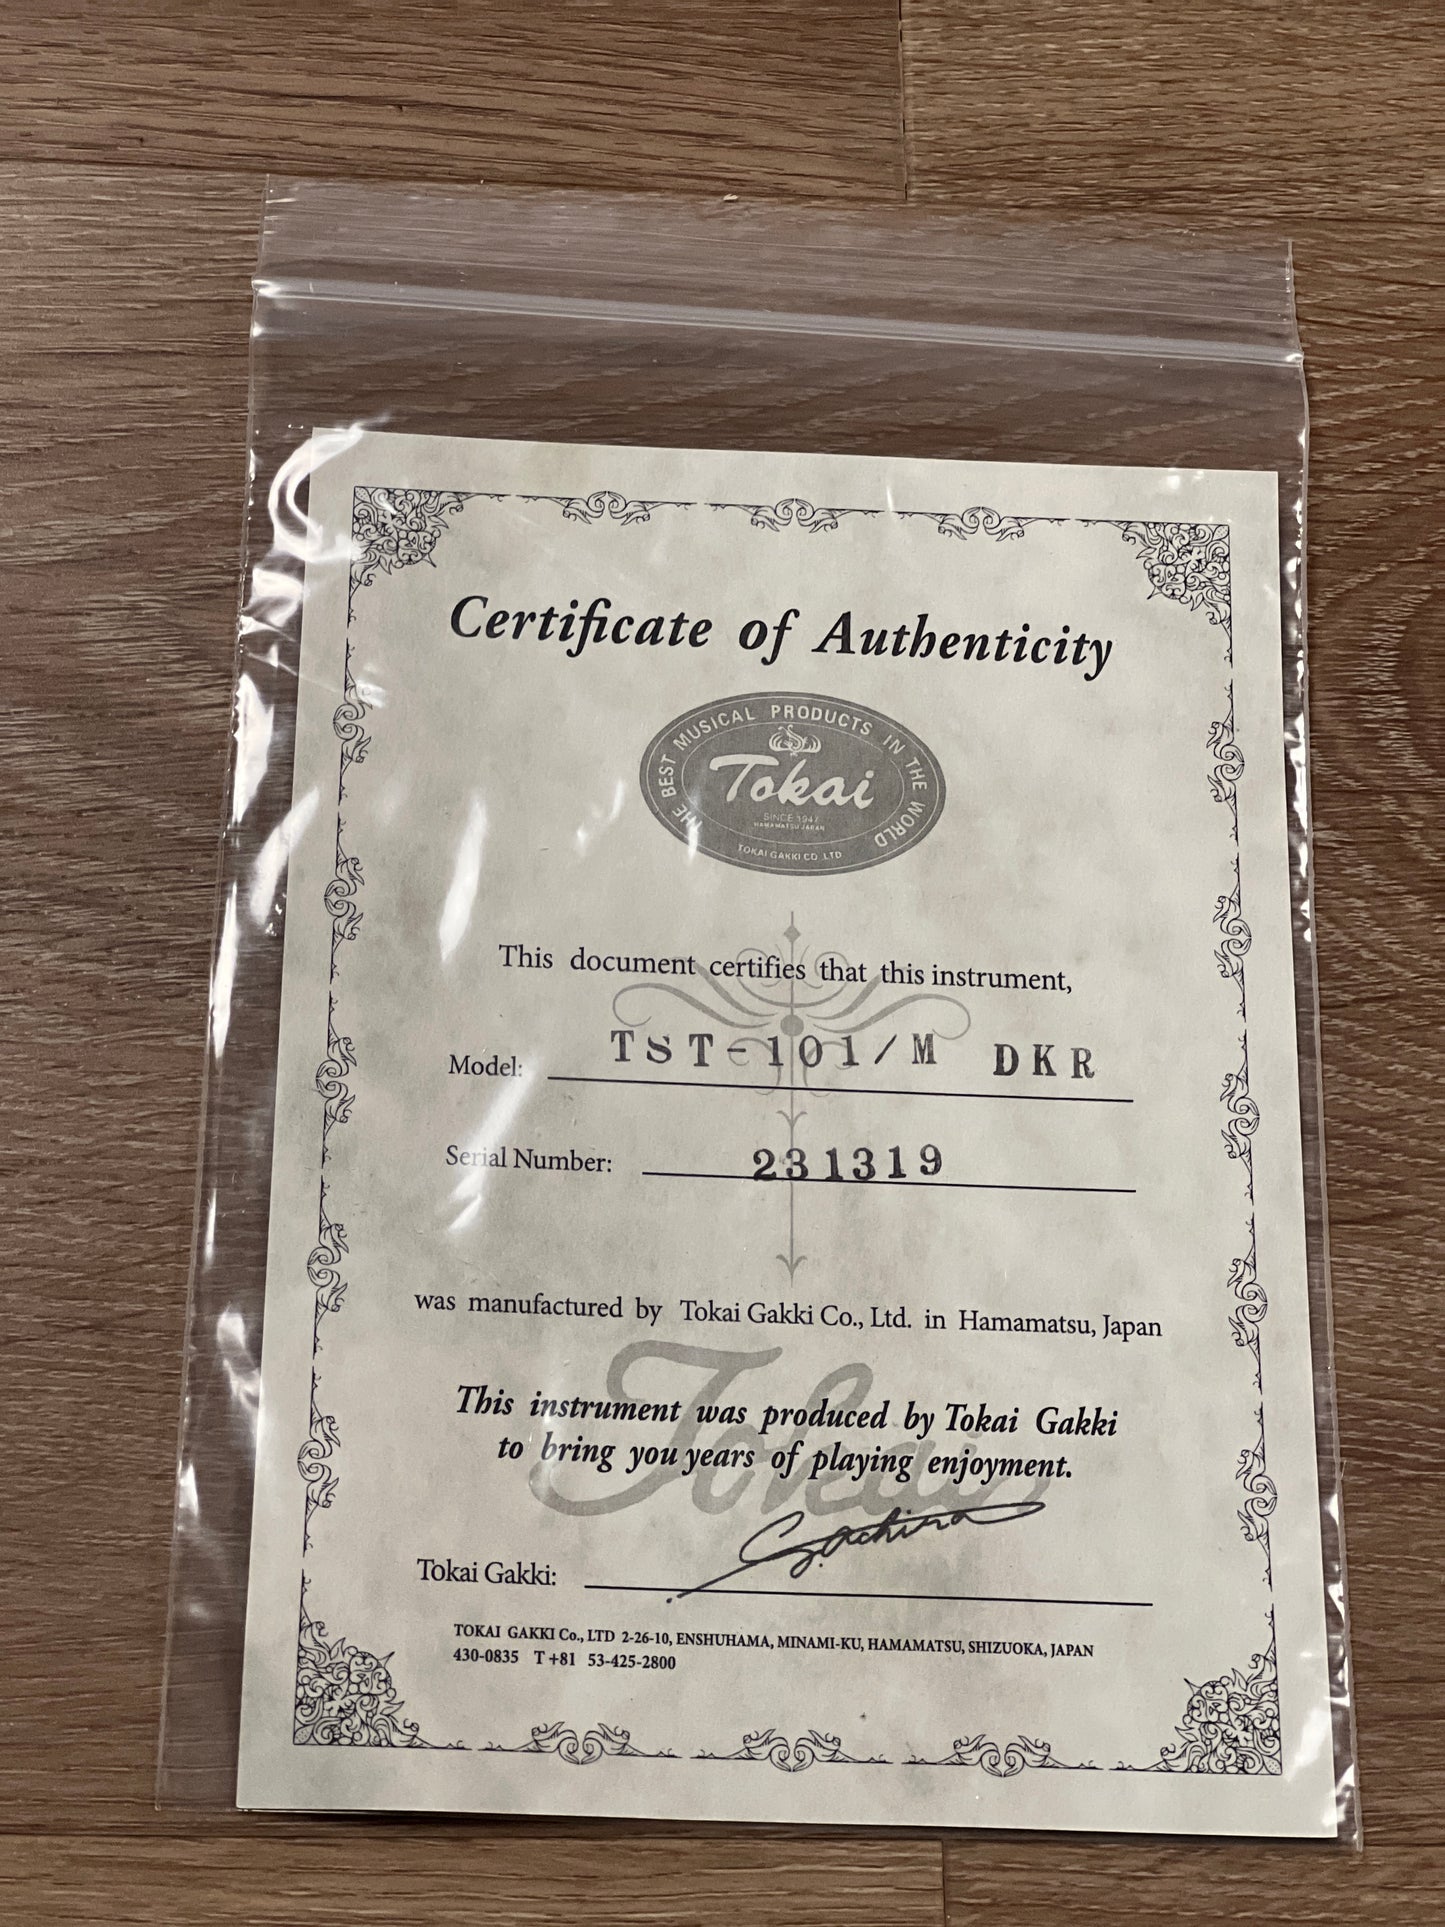 Certificate of Authenticity
THE BEST MUSICAL PRODUCTS IN THE WORLD
Tokai
SINCE 1947
HAMAMATSU JAPAN
TOKAI GAKKI CO LTD
This document certifies that this instrument,
Model: TST-101/M DKR
Serial Number: 231319
was manufactured by Tokai Gakki Co., Ltd. in Hamamatsu, Japan
Tokai
This instrument was produced by Tokai Gakki
to bring you years of playing enjoyment.
Tokai Gakki:
TOKAI GAKKI Co., LTD 2-26-10, ENSHUHAMA, MINAMI-KU, HAMAMATSU, SHIZUOKA, JAPAN
430-0835 T +81 53-425-2800